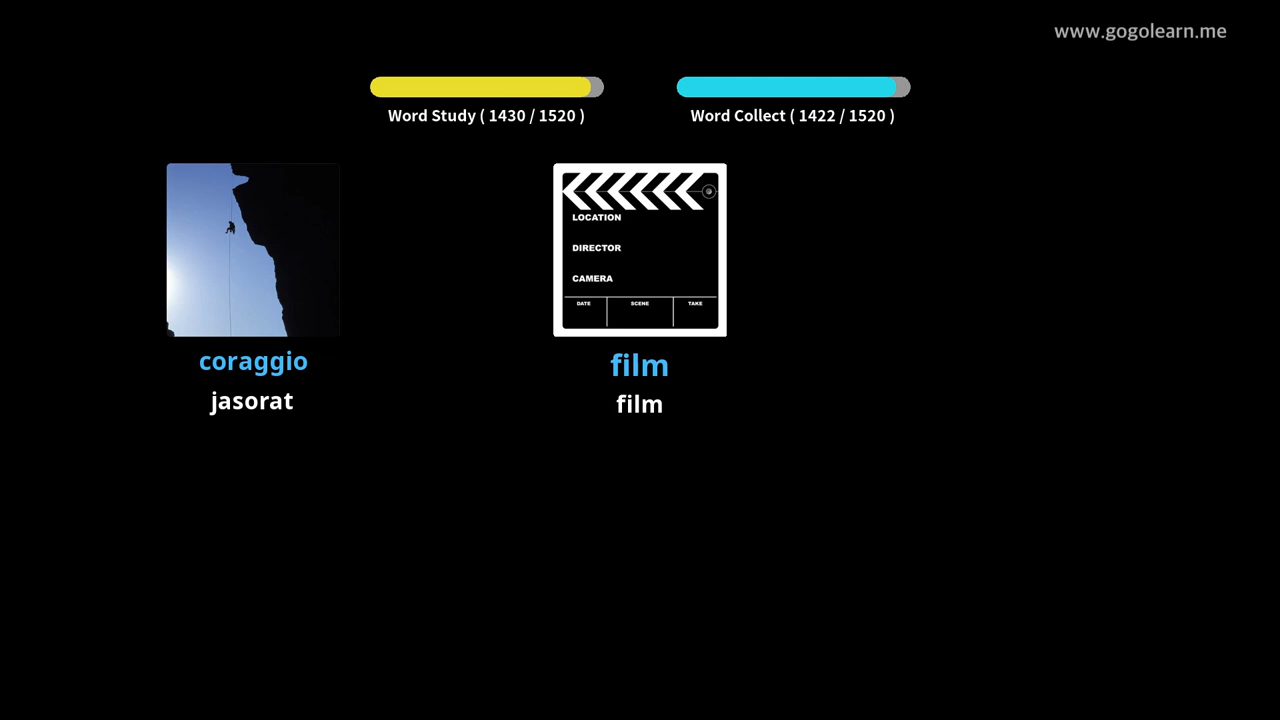 www.gogolearn.me
Word Study ( 1430 / 1520 )
Word Collect ( 1422 / 1520 )
LOCATION
DIRECTOR
CAMERA
DATE SCENE TAKE
coraggio
jasorat
film
film